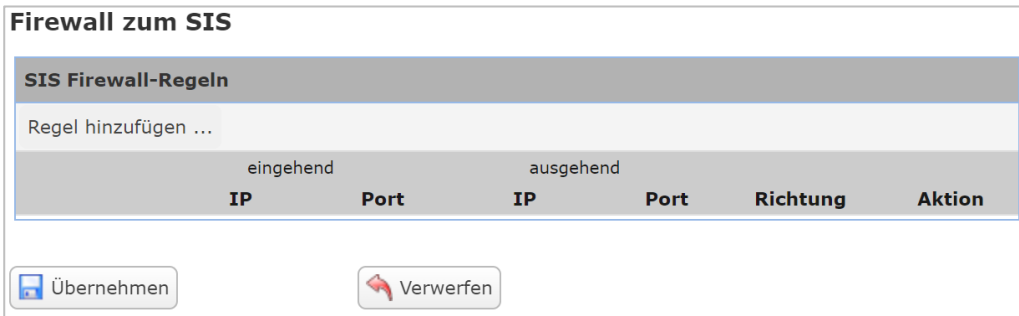 Firewall zum SIS
SIS Firewall-Regeln
Regel hinzufügen ...
eingehend ausgehend
IP Port IP Port Richtung Aktion
Übernehmen Verwerfen